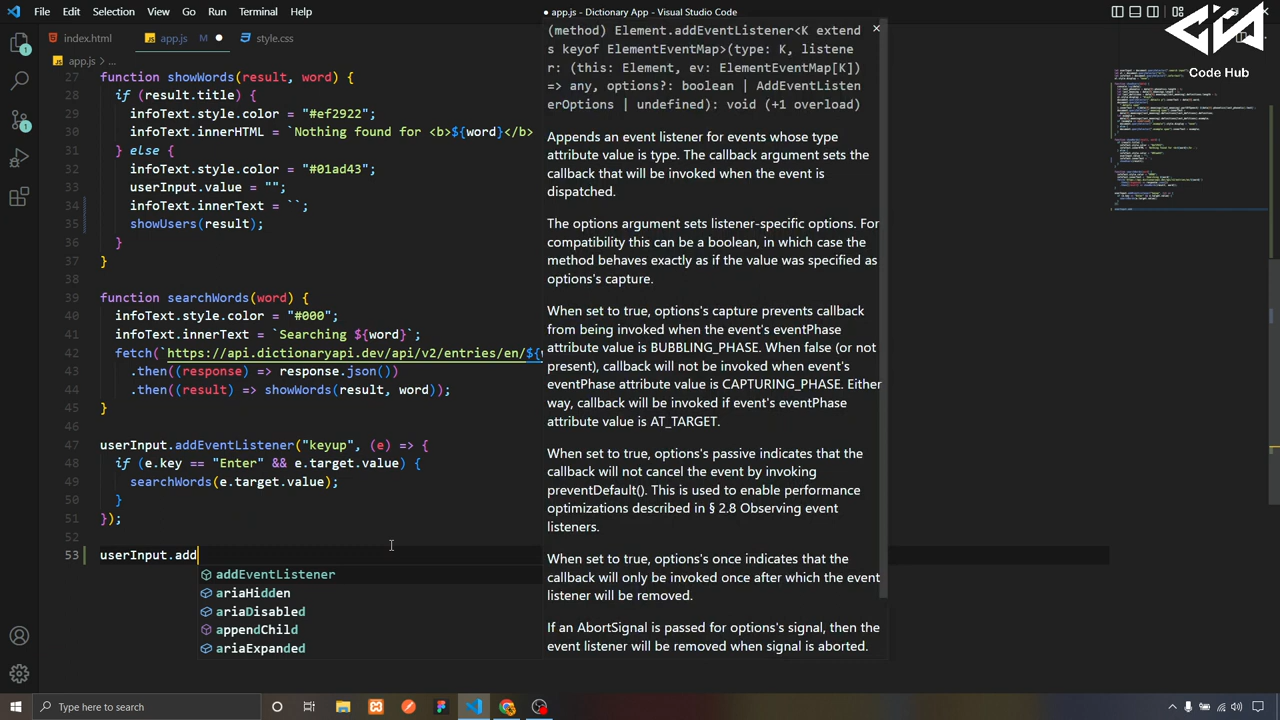 File Edit View Go Run Terminal Help
app.js - Dictionary App - Visual Studio Code
index.html
app.js M
style.css
app.js > ...
27 function showWords(result, word) {
28 if (result.title) {
29 infoText.style.color = "#ef2922";
30 infoText.innerHTML = `Nothing found for <b>${word}</b>
31 } else {
32 infoText.style.color = "#01ad43";
33 userInput.value = "";
34 infoText.innerText = ``;
35 showUsers(result);
36 }
37 }
38
39 function searchWords(word) {
40 infoText.style.color = "#000";
41 infoText.innerText = `Searching ${word}`;
42 fetch(`https://api.dictionaryapi.dev/api/v2/entries/en/${
43 .then((response) => response.json())
44 .then((result) => showWords(result, word));
45 }
46
47 userInput.addEventListener("keyup", (e) => {
48 if (e.key == "Enter" && e.target.value) {
49 searchWords(e.target.value);
50 }
51 });
52
53 userInput.add
addEventListener
ariaHidden
ariaDisabled
appendChild
ariaExpanded
(method) Element.addEventListener<K extend
s keyof ElementEventMap>(type: K, listene
r: (this: Element, ev: ElementEventMap[K])
=> any, options?: boolean | AddEventListen
erOptions | undefined): void (+1 overload)
Appends an event listener for events whose type
attribute value is type. The callback argument sets the
callback that will be invoked when the event is
dispatched.
The options argument sets listener-specific options. For
compatibility this can be a boolean, in which case the
method behaves exactly as if the value was specified as
options's capture.
When set to true, options's capture prevents callback
from being invoked when the event's eventPhase
attribute value is BUBBLING_PHASE. When false (or not
present), callback will not be invoked when event's
eventPhase attribute value is CAPTURING_PHASE. Either
way, callback will be invoked if event's eventPhase
attribute value is AT_TARGET.
When set to true, options's passive indicates that the
callback will not cancel the event by invoking
preventDefault(). This is used to enable performance
optimizations described in § 2.8 Observing event
listeners.
When set to true, options's once indicates that the
callback will only be invoked once after which the event
listener will be removed.
If an AbortSignal is passed for options's signal, then the
event listener will be removed when signal is aborted.
Code Hub
Type here to search